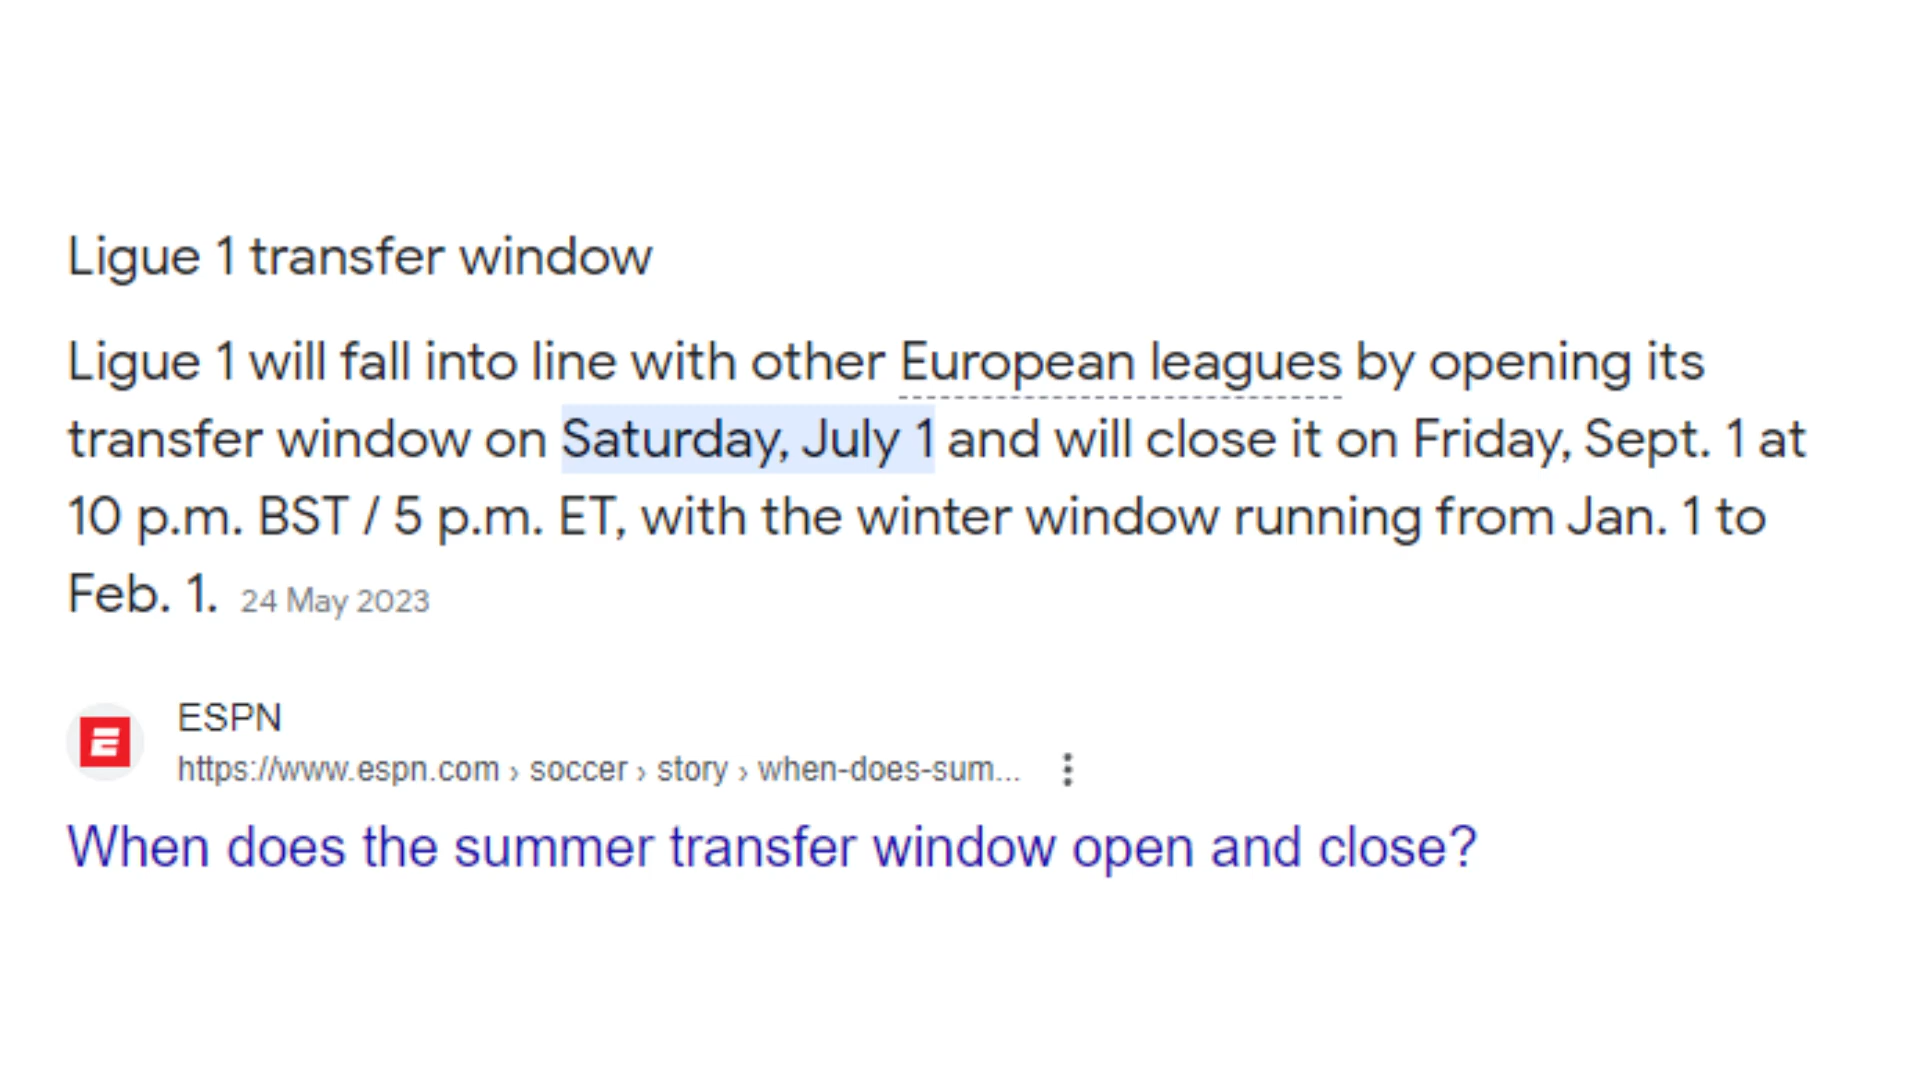 Ligue 1 transfer window
Ligue 1 will fall into line with other European leagues by opening its
transfer window on Saturday, July 1 and will close it on Friday, Sept. 1 at
10 p.m. BST / 5 p.m. ET, with the winter window running from Jan. 1 to
Feb. 1. 24 May 2023
ESPN
https://www.espn.com › soccer › story › when-does-sum...
When does the summer transfer window open and close?